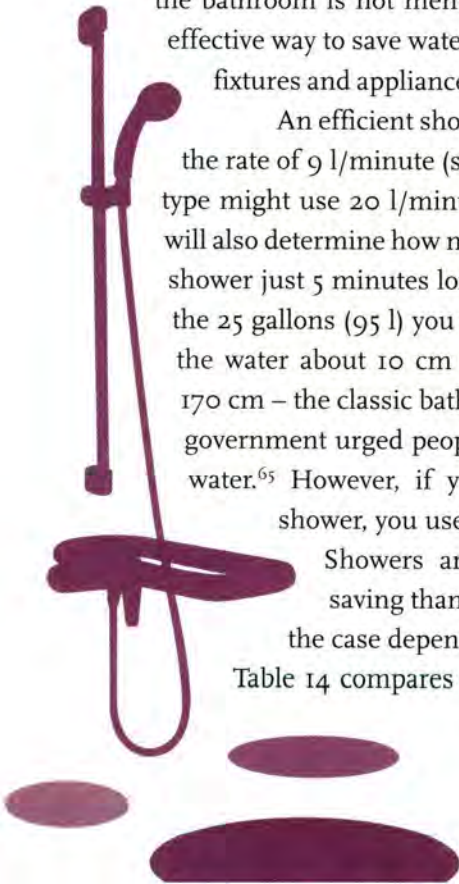 the bathroom is not men
effective way to save wate
fixtures and appliance
An efficient sho
the rate of 9 l/minute (s
type might use 20 l/minu
will also determine how n
shower just 5 minutes lo
the 25 gallons (95 l) you
the water about 10 cm
170 cm – the classic bath
government urged peop
water.65 However, if y
shower, you use
Showers ar
saving than
the case depen
Table 14 compares